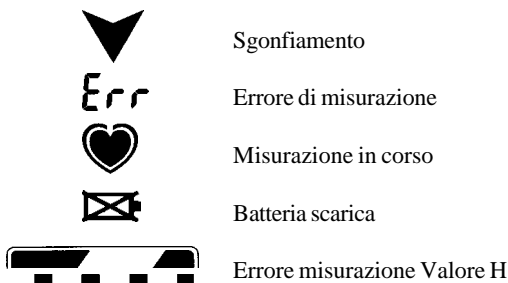 Sgonfiamento
Err Errore di misurazione
Misurazione in corso
Batteria scarica
Errore misurazione Valore H